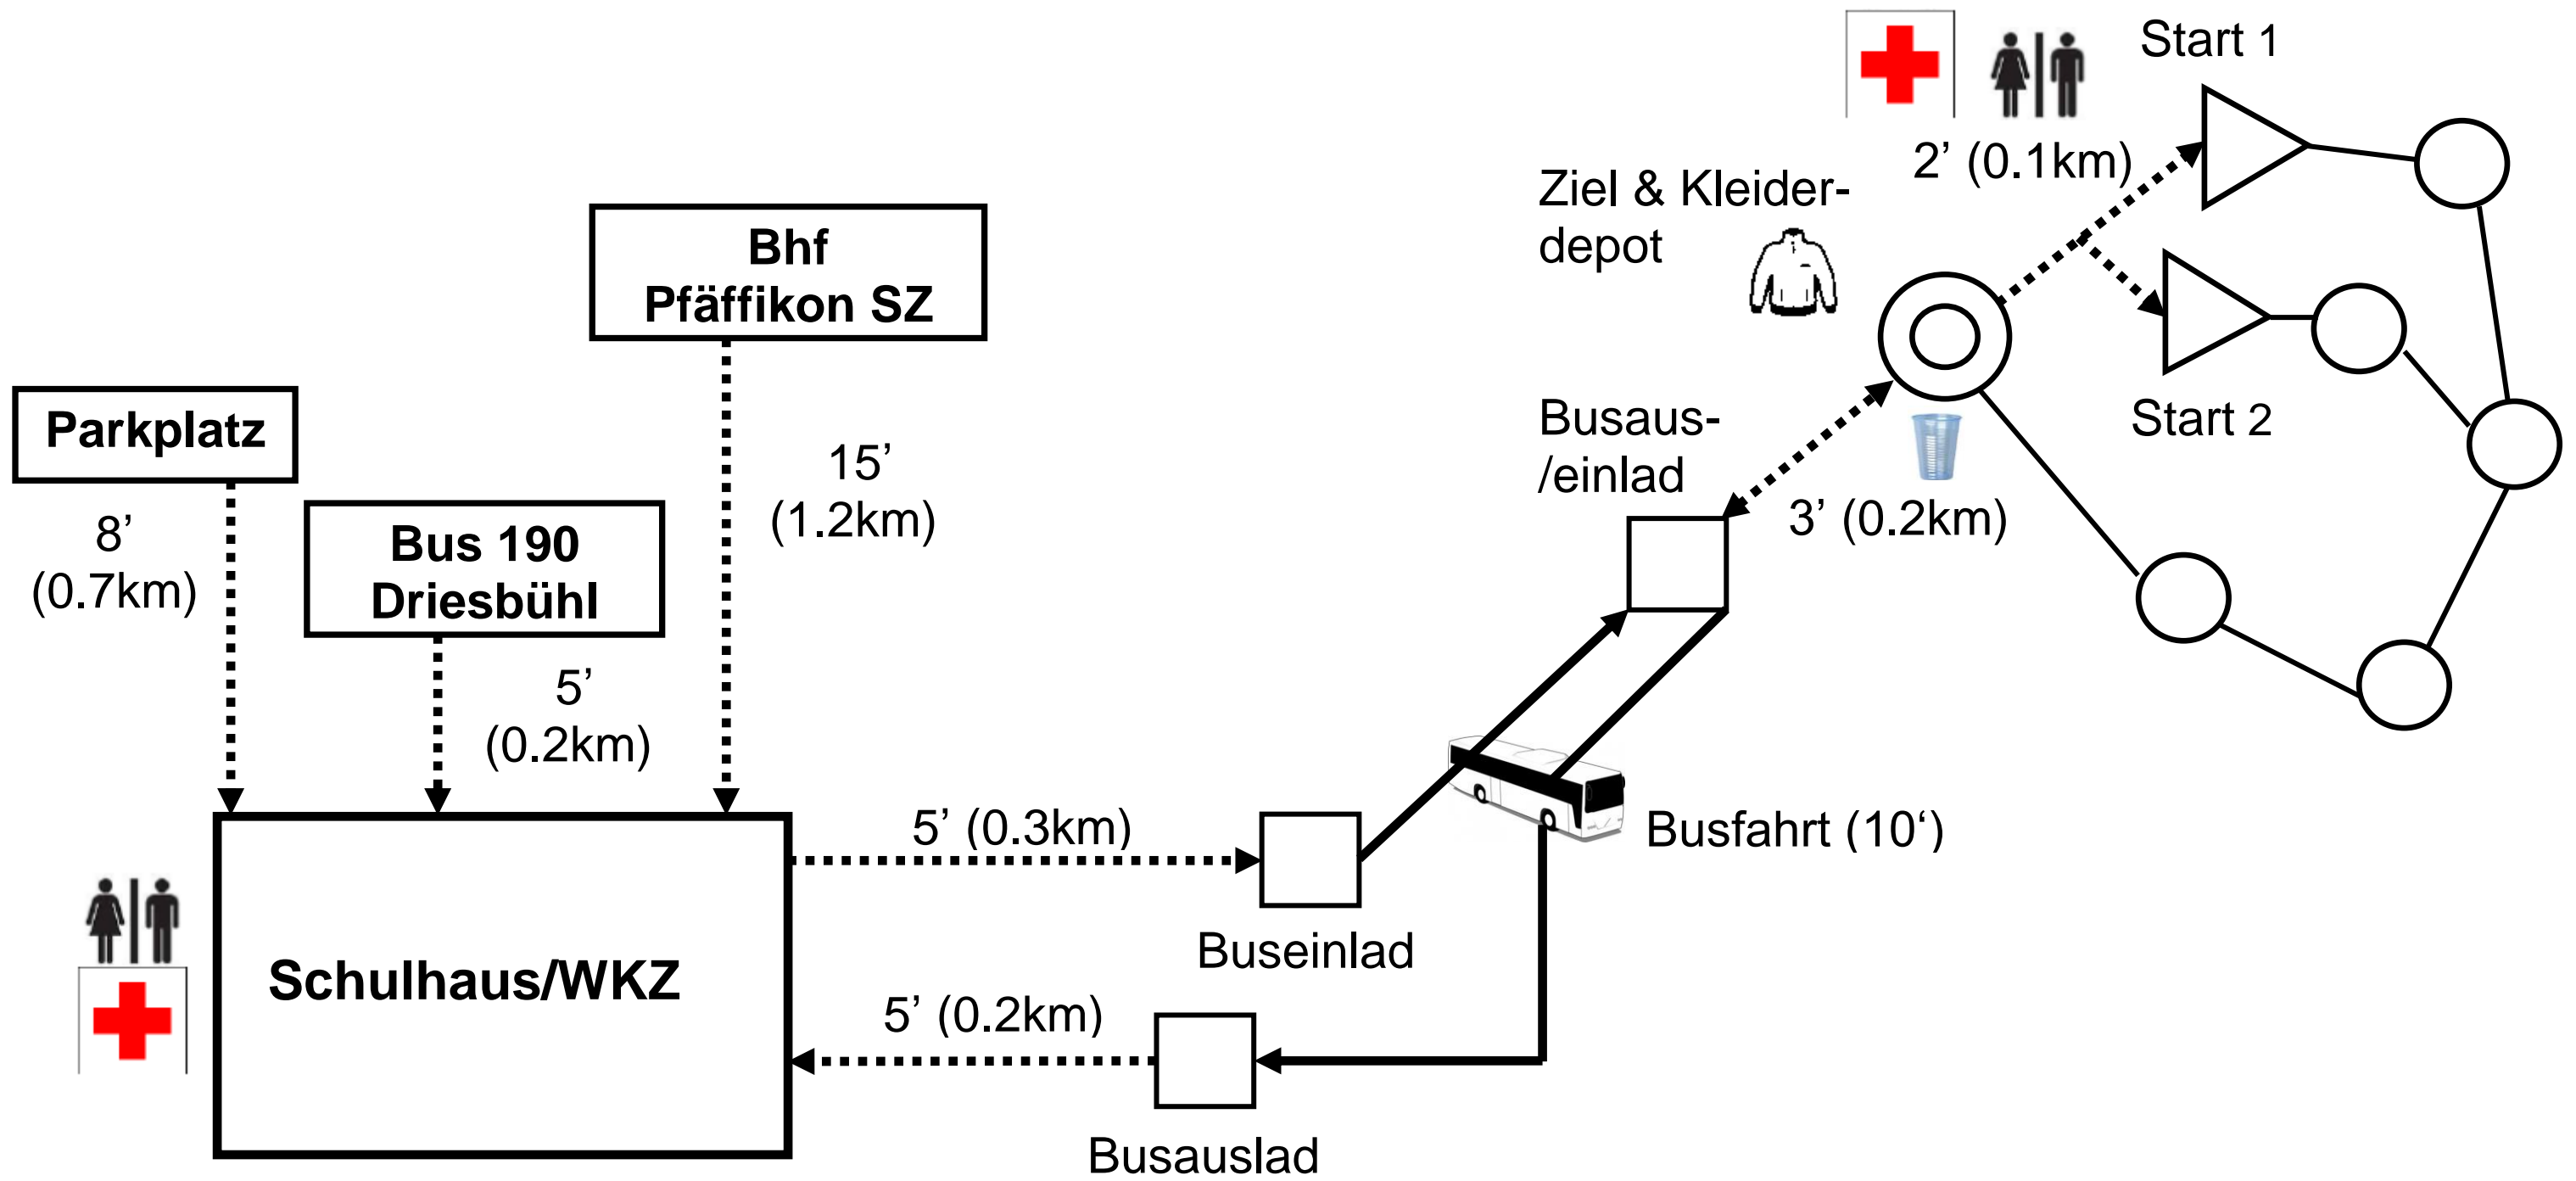 Start 1
2’ (0.1km)
Ziel & Kleider-
depot
Bhf
Pfäffikon SZ
Parkplatz
Busaus-
/einlad
Start 2
15’
(1.2km)
8’
(0.7km)
3’ (0.2km)
Bus 190
Driesbühl
5’
(0.2km)
5’ (0.3km)
Busfahrt (10‘)
Buseinlad
Schulhaus/WKZ
5’ (0.2km)
Busauslad